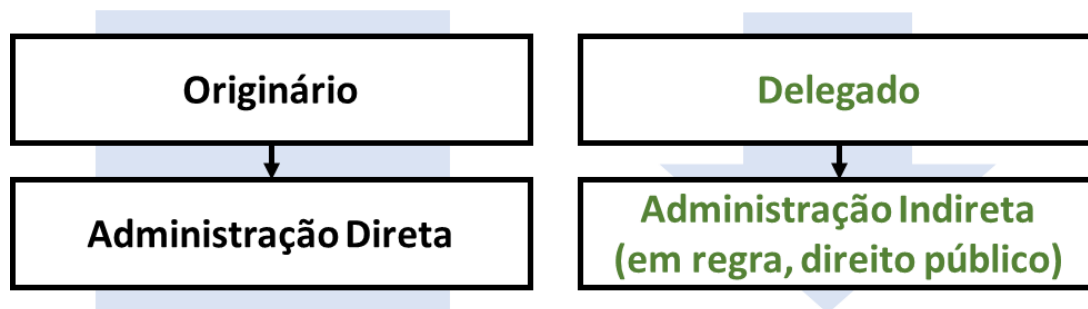 Originário
Delegado
Administração Direta
Administração Indireta
(em regra, direito público)